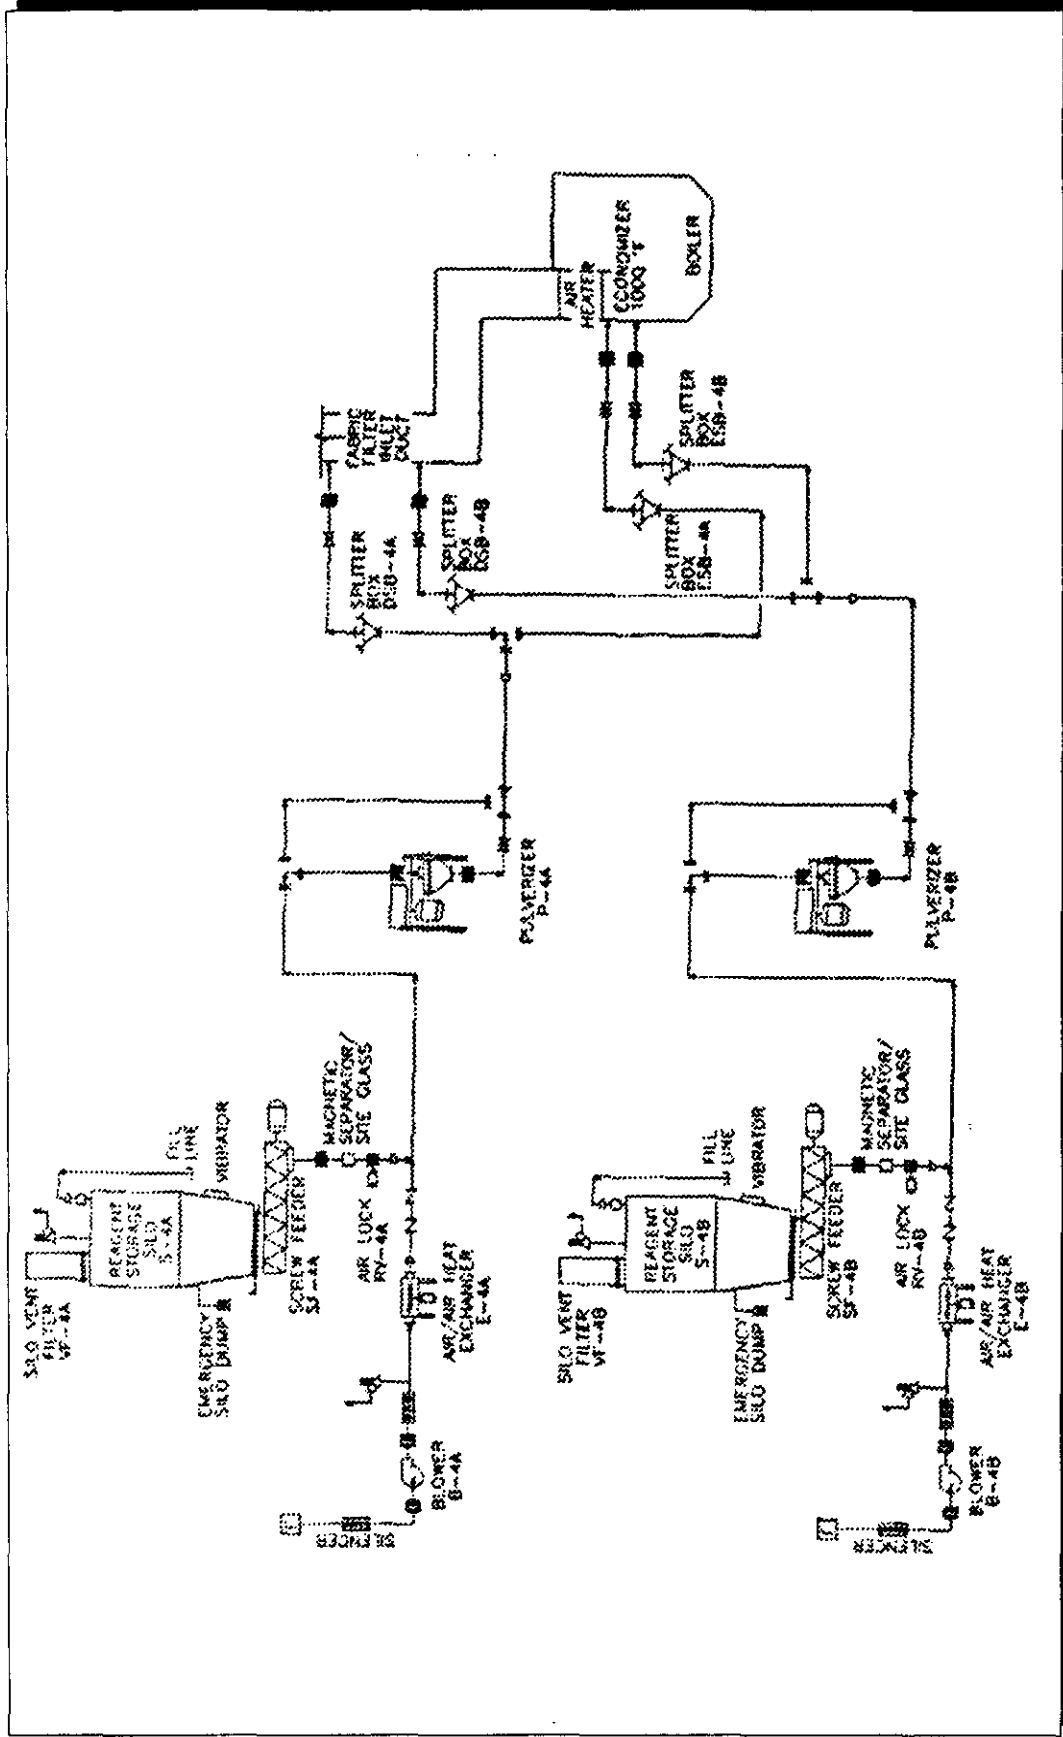 SILO VENT
FILTER
VF-4A
REAGENT
STORAGE
SILO
S-4A
FILL
LINE
VIBRATOR
EMERGENCY
SILO DUMP
SCREW FEEDER
SF-4A
MAGNETIC
SEPARATOR/
SITE GLASS
AIR LOCK
RV-4A
AIR/AIR HEAT
EXCHANGER
E-4A
SILENCER
BLOWER
B-4A
PULVERIZER
P-4A
SPLITTER
BOX
DSB-4A
SPLITTER
BOX
DSB-4B
FABRIC
FILTER
INLET
DUCT
AIR
HEATER
ECONOMIZER
1000 °F
BOILER
SPLITTER
BOX
ESB-4A
SPLITTER
BOX
ESB-4B
SILO VENT
FILTER
VF-4B
REAGENT
STORAGE
SILO
S-4B
FILL
LINE
VIBRATOR
EMERGENCY
SILO DUMP
SCREW FEEDER
SF-4B
MAGNETIC
SEPARATOR/
SITE GLASS
AIR LOCK
RV-4B
AIR/AIR HEAT
EXCHANGER
E-4B
SILENCER
BLOWER
B-4B
PULVERIZER
P-4B